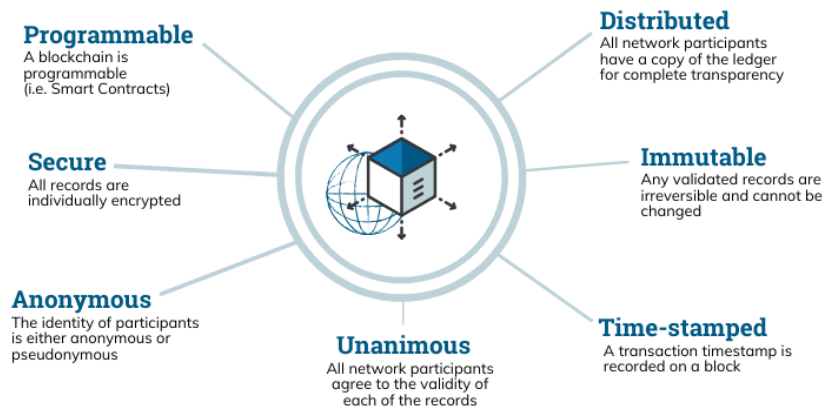 Programmable
A blockchain is
programmable
(i.e. Smart Contracts)
Distributed
All network participants
have a copy of the ledger
for complete transparency
Secure
All records are
individually encrypted
Immutable
Any validated records are
irreversible and cannot be
changed
Anonymous
The identity of participants
is either anonymous or
pseudonymous
Unanimous
All network participants
agree to the validity of
each of the records
Time-stamped
A transaction timestamp is
recorded on a block